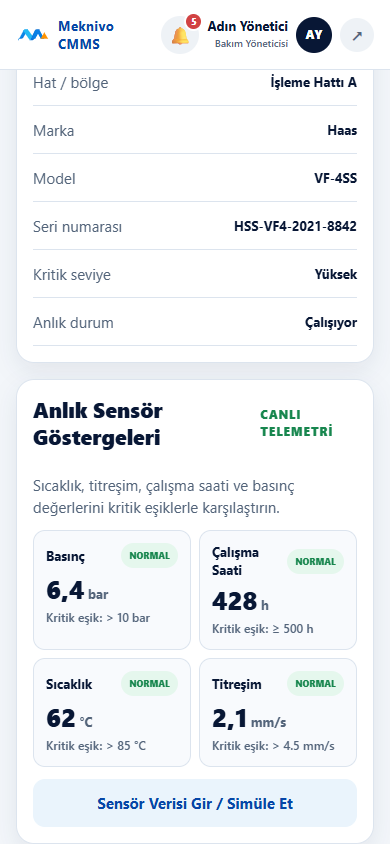 Meknivo
CMMS
5
Adın Yönetici
Bakım Yöneticisi
AY
↗
Hat / bölge İşleme Hattı A
Marka Haas
Model VF-4SS
Seri numarası HSS-VF4-2021-8842
Kritik seviye Yüksek
Anlık durum Çalışıyor
Anlık Sensör
Göstergeleri
CANLI
TELEMETRİ
Sıcaklık, titreşim, çalışma saati ve basınç
değerlerini kritik eşiklerle karşılaştırın.
Basınç NORMAL
6,4 bar
Kritik eşik: > 10 bar
Çalışma
Saati
NORMAL
428 h
Kritik eşik: ≥ 500 h
Sıcaklık NORMAL
62 °C
Kritik eşik: > 85 °C
Titreşim NORMAL
2,1 mm/s
Kritik eşik: > 4.5 mm/s
Sensör Verisi Gir / Simüle Et